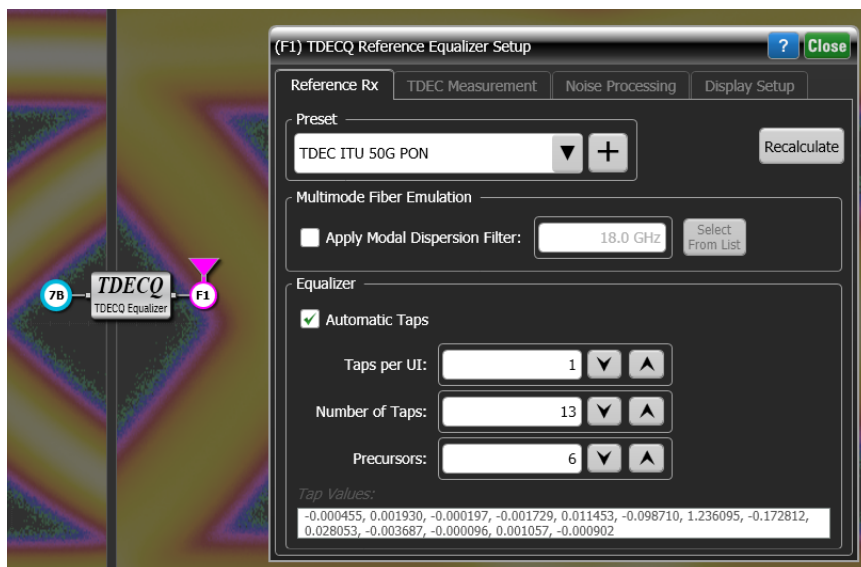 (F1) TDECQ Reference Equalizer Setup
?
Close
Reference Rx
TDEC Measurement
Noise Processing
Display Setup
Preset
TDEC ITU 50G PON
+
Recalculate
Multimode Fiber Emulation
Apply Modal Dispersion Filter:
18.0 GHz
Select
From List
7B
TDECQ
TDECQ Equalizer
F1
Equalizer
Automatic Taps
Taps per UI:
1
Number of Taps:
13
Precursors:
6
Tap Values:
-0.000455, 0.001930, -0.000197, -0.001729, 0.011453, -0.098710, 1.236095, -0.172812,
0.028053, -0.003687, -0.000096, 0.001057, -0.000902